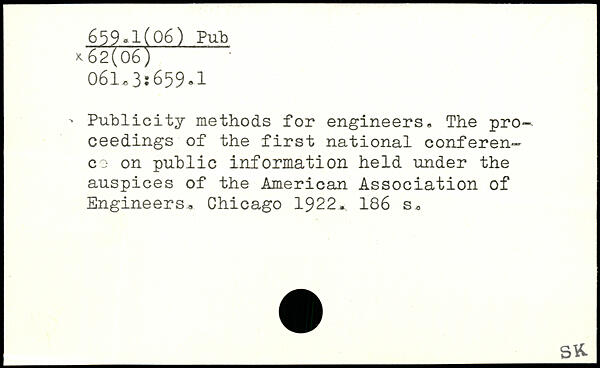 659.1(06) Pub
x62(06)
061.3:659.1
Publicity methods for engineers. The pro-
ceedings of the first national conferen-
ce on public information held under the
auspices of the American Association of
Engineers. Chicago 1922. 186 s.
SK